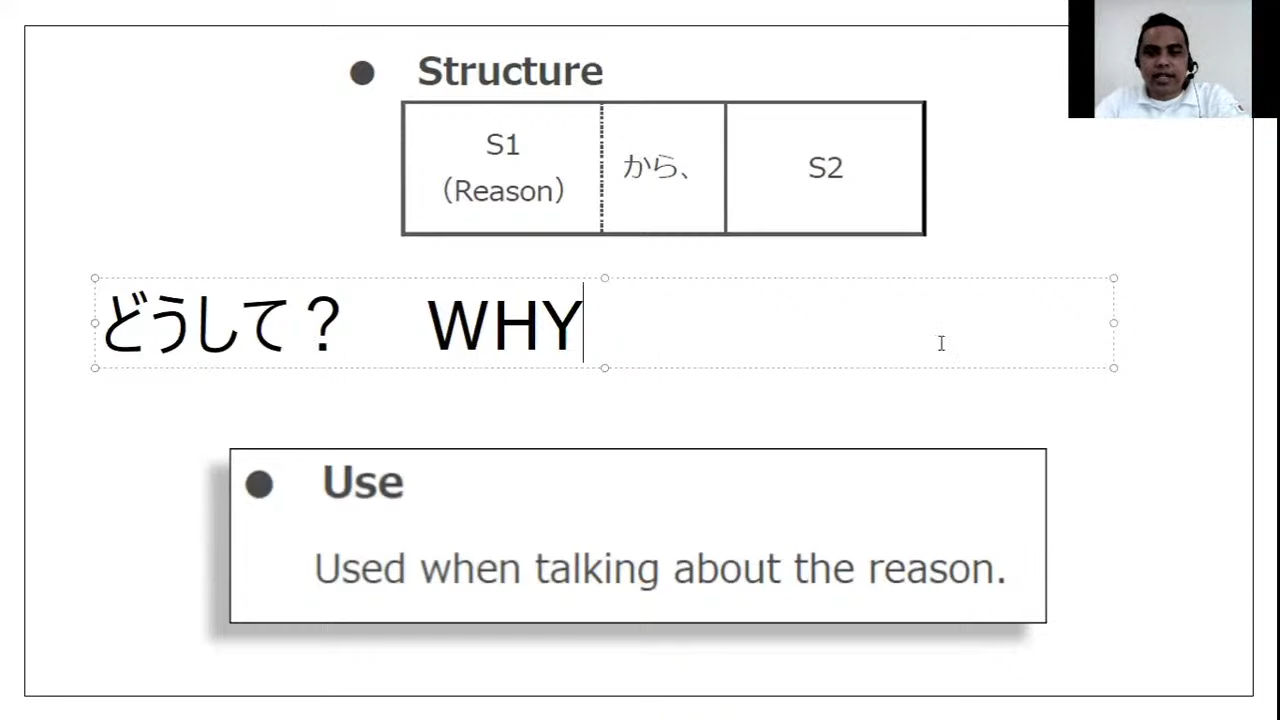 ● Structure
S1
（Reason）
から、
S2
どうして？　WHY
● Use
Used when talking about the reason.